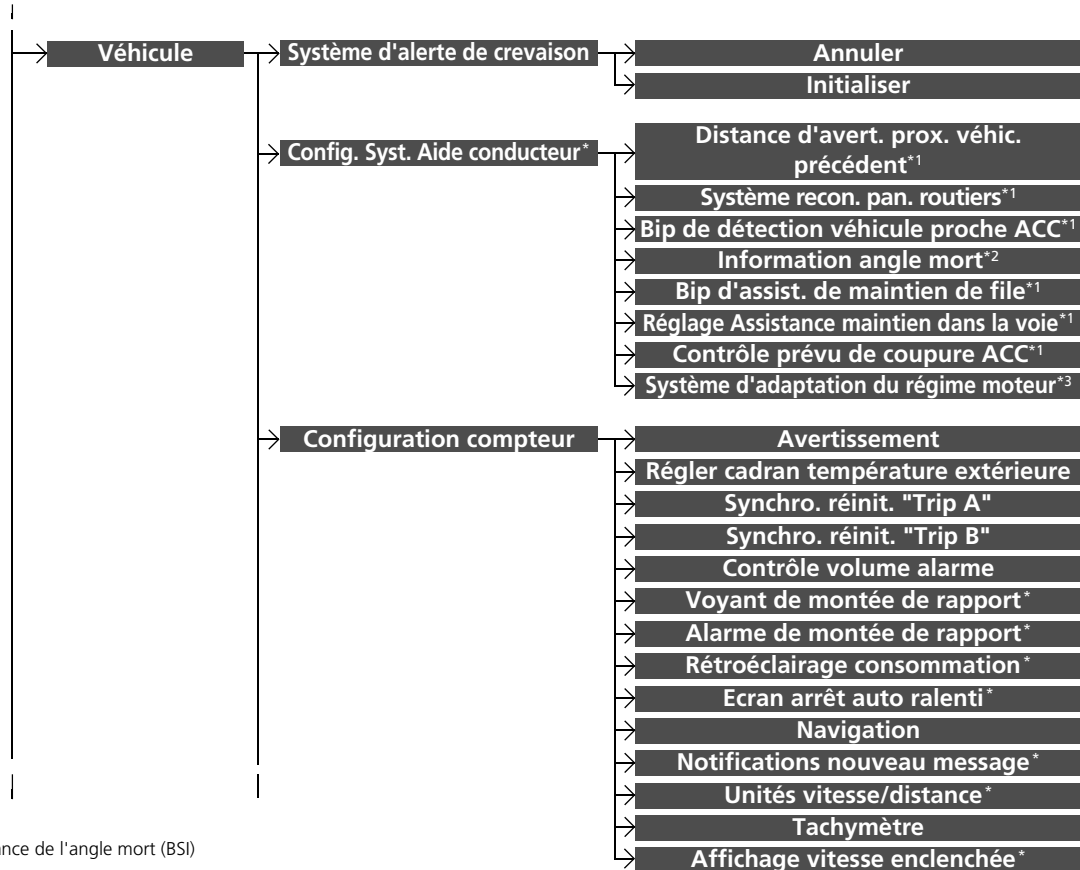 Véhicule
Système d'alerte de crevaison
Annuler
Initialiser
Config. Syst. Aide conducteur*
Distance d'avert. prox. véhic.
précédent*1
Système recon. pan. routiers*1
Bip de détection véhicule proche ACC*1
Information angle mort*2
Bip d'assist. de maintien de file*1
Réglage Assistance maintien dans la voie*1
Contrôle prévu de coupure ACC*1
Système d'adaptation du régime moteur*3
Configuration compteur
Avertissement
Régler cadran température extérieure
Synchro. réinit. "Trip A"
Synchro. réinit. "Trip B"
Contrôle volume alarme
Voyant de montée de rapport*
Alarme de montée de rapport*
Rétroéclairage consommation*
Ecran arrêt auto ralenti*
Navigation
Notifications nouveau message*
Unités vitesse/distance*
Tachymètre
Affichage vitesse enclenchée*
de l'angle mort (BSI)